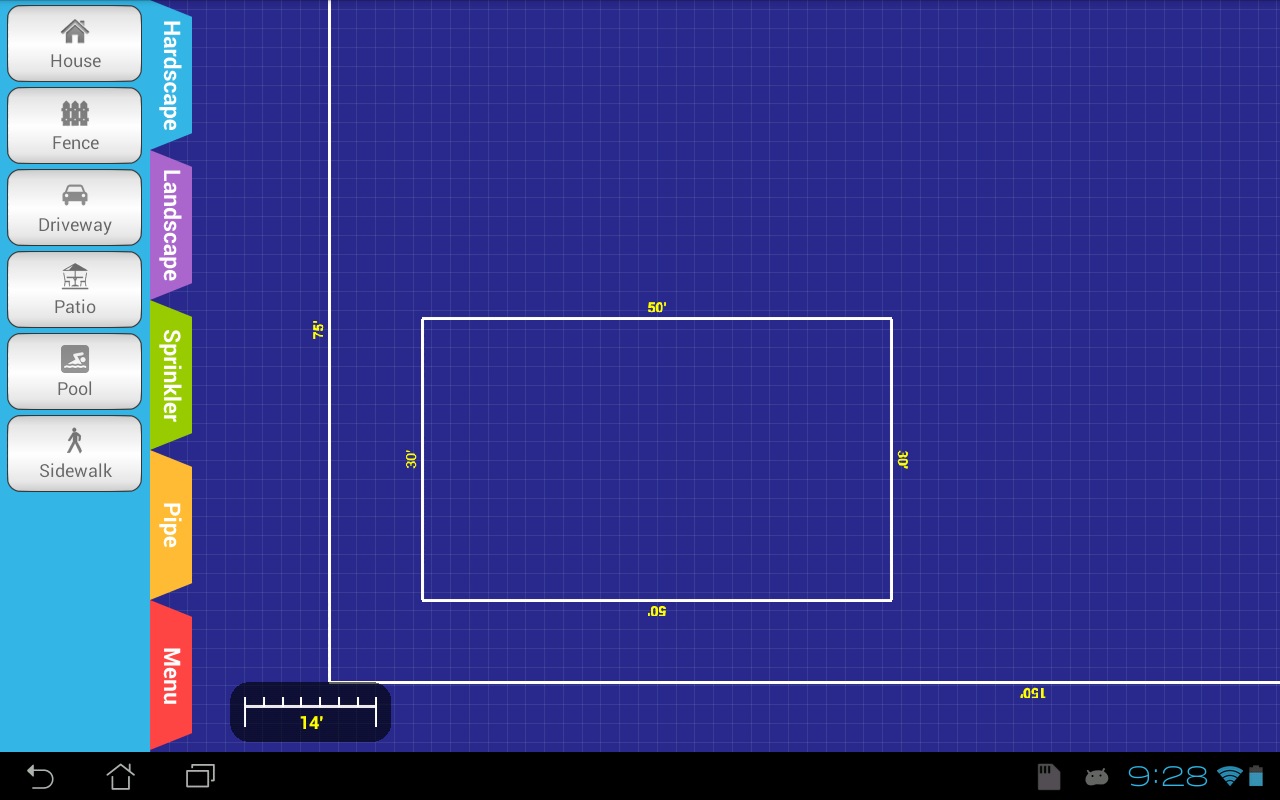 House
Fence
Driveway
Patio
Pool
Sidewalk
Hardscape
Landscape
Sprinkler
Pipe
Menu
75'
50'
30'
30'
50'
150'
14'
9:28